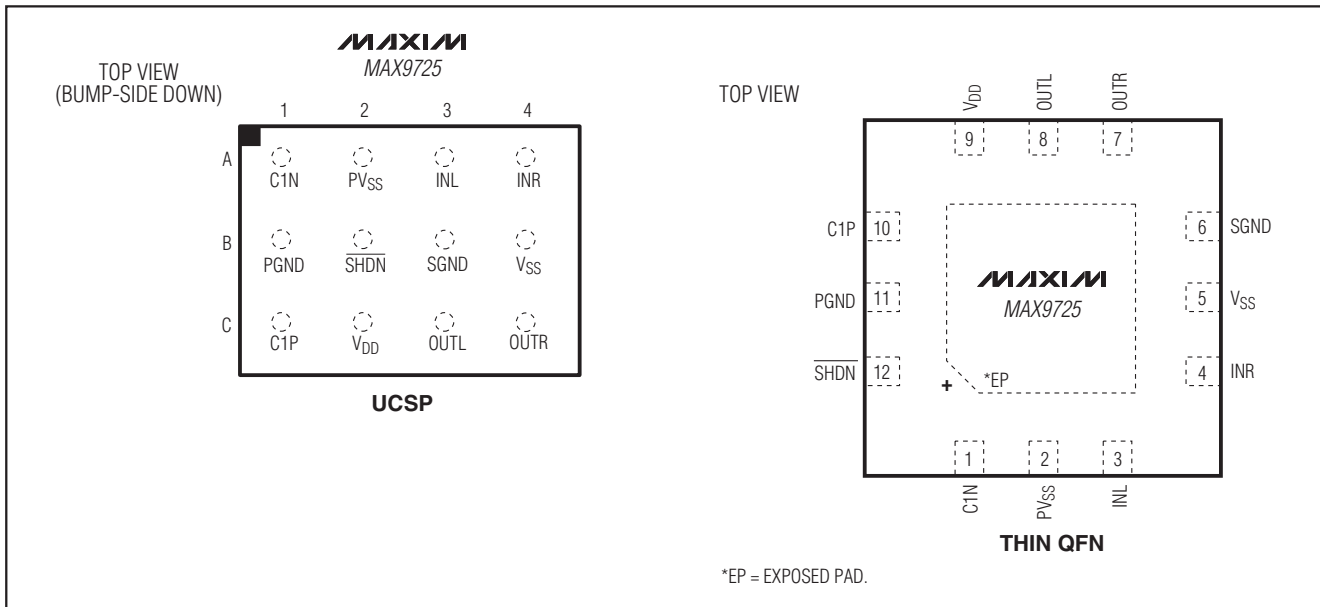 MAXIM
MAX9725
TOP VIEW
(BUMP-SIDE DOWN)
1 2 3 4
A
C1N PVSS INL INR
B
PGND SHDN SGND VSS
C
C1P VDD OUTL OUTR
UCSP
TOP VIEW
VDD OUTL OUTR
9 8 7
C1P 10 6 SGND
MAXIM
MAX9725
PGND 11 5 VSS
SHDN 12 4 INR
+ *EP
1 2 3
C1N PVSS INL
THIN QFN
*EP = EXPOSED PAD.